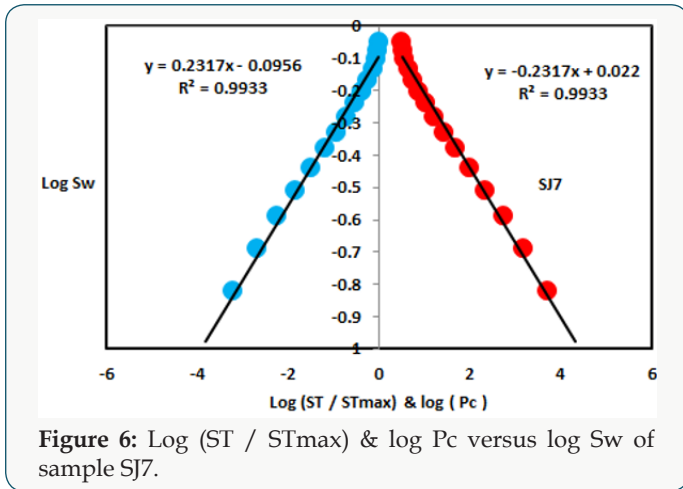 0
-0.1
-0.2
-0.3
-0.4
-0.5
-0.6
-0.7
-0.8
-0.9
1
y = 0.2317x - 0.0956
R² = 0.9933
y = -0.2317x + 0.022
R² = 0.9933
Log Sw
SJ7
-6 -4 -2 0 2 4 6
Log (ST / STmax) & log ( Pc )
Figure 6: Log (ST / STmax) & log Pc versus log Sw of
sample SJ7.